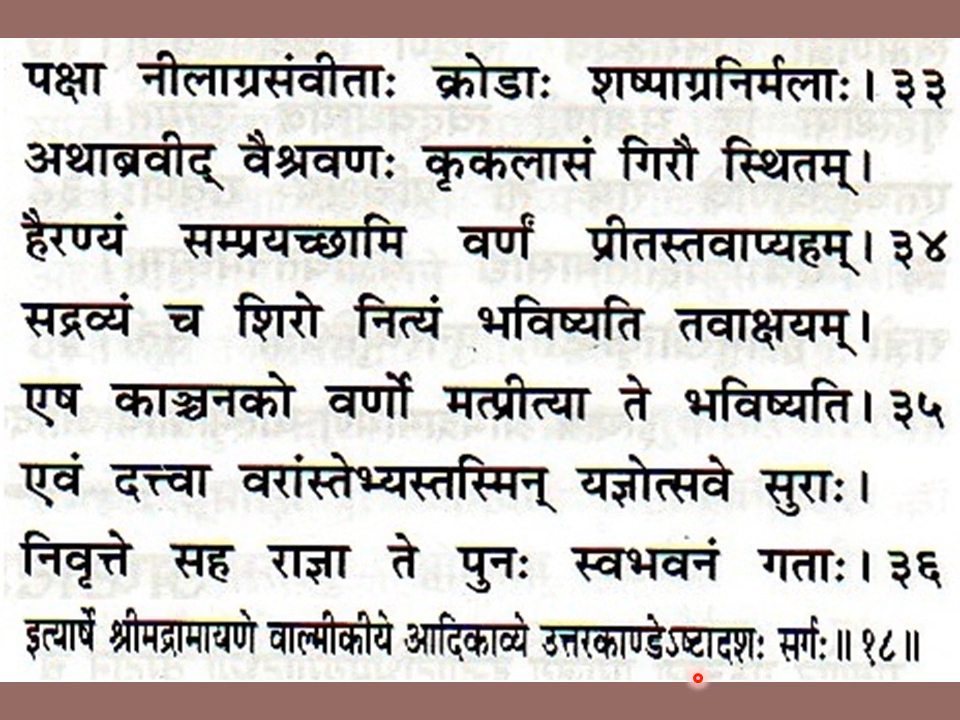 पक्षा नीलाग्रसंवीताः क्रोडाः शष्पाग्रनिर्मलाः। ३३
अथाब्रवीद् वैश्रवणः कृकलासं गिरौ स्थितम्।
हैरण्यं सम्प्रयच्छामि वर्णं प्रीतस्तवाप्यहम्। ३४
सद्रव्यं च शिरो नित्यं भविष्यति तवाक्षयम्।
एष काञ्चनको वर्णो मत्प्रीत्या ते भविष्यति। ३५
एवं दत्त्वा वरांस्तेभ्यस्तस्मिन् यज्ञोत्सवे सुराः।
निवृत्ते सह राज्ञा ते पुनः स्वभवनं गताः। ३६
इत्यार्षे श्रीमद्रामायणे वाल्मीकीये आदिकाव्ये उत्तरकाण्डेऽष्टादशः सर्गः॥ १८॥